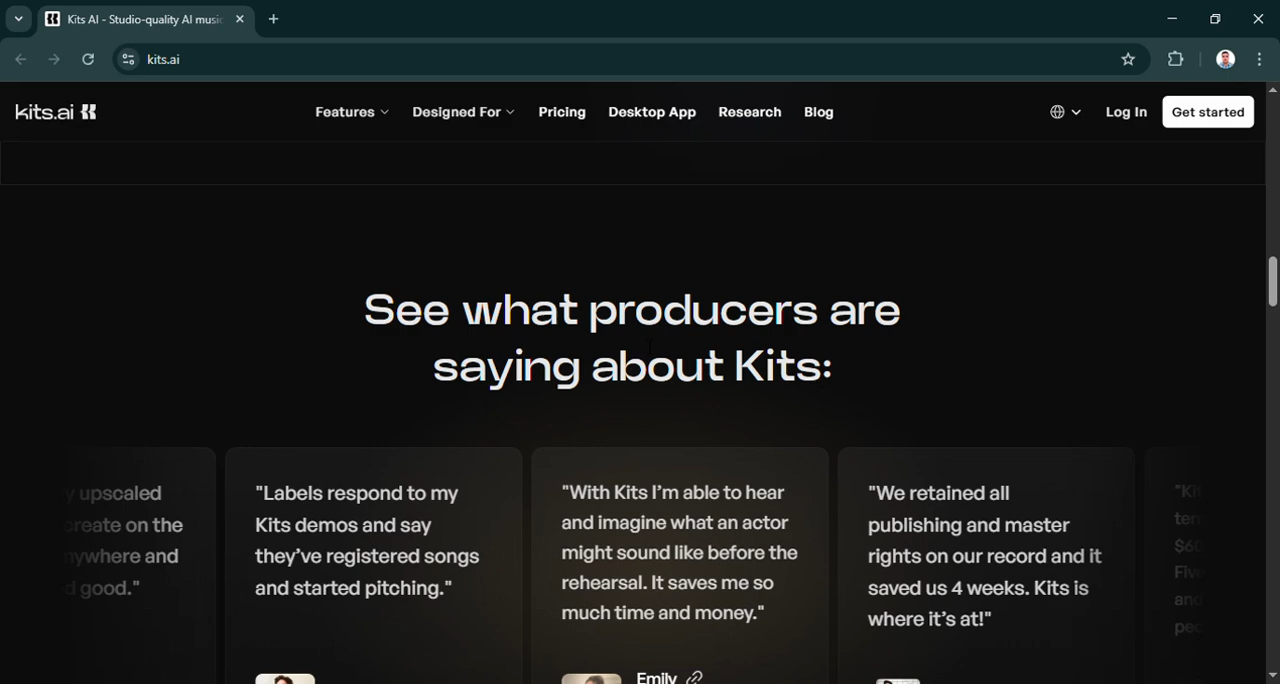 Kits AI - Studio-quality AI music
kits.ai
kits.ai
Features
Designed For
Pricing
Desktop App
Research
Blog
Log In
Get started
See what producers are
saying about Kits:
upscaled
create on the
and
good."
"Labels respond to my
Kits demos and say
they've registered songs
and started pitching."
"With Kits I'm able to hear
and imagine what an actor
might sound like before the
rehearsal. It saves me so
much time and money."
Emily
"We retained all
publishing and master
rights on our record and it
saved us 4 weeks. Kits is
where it's at!"